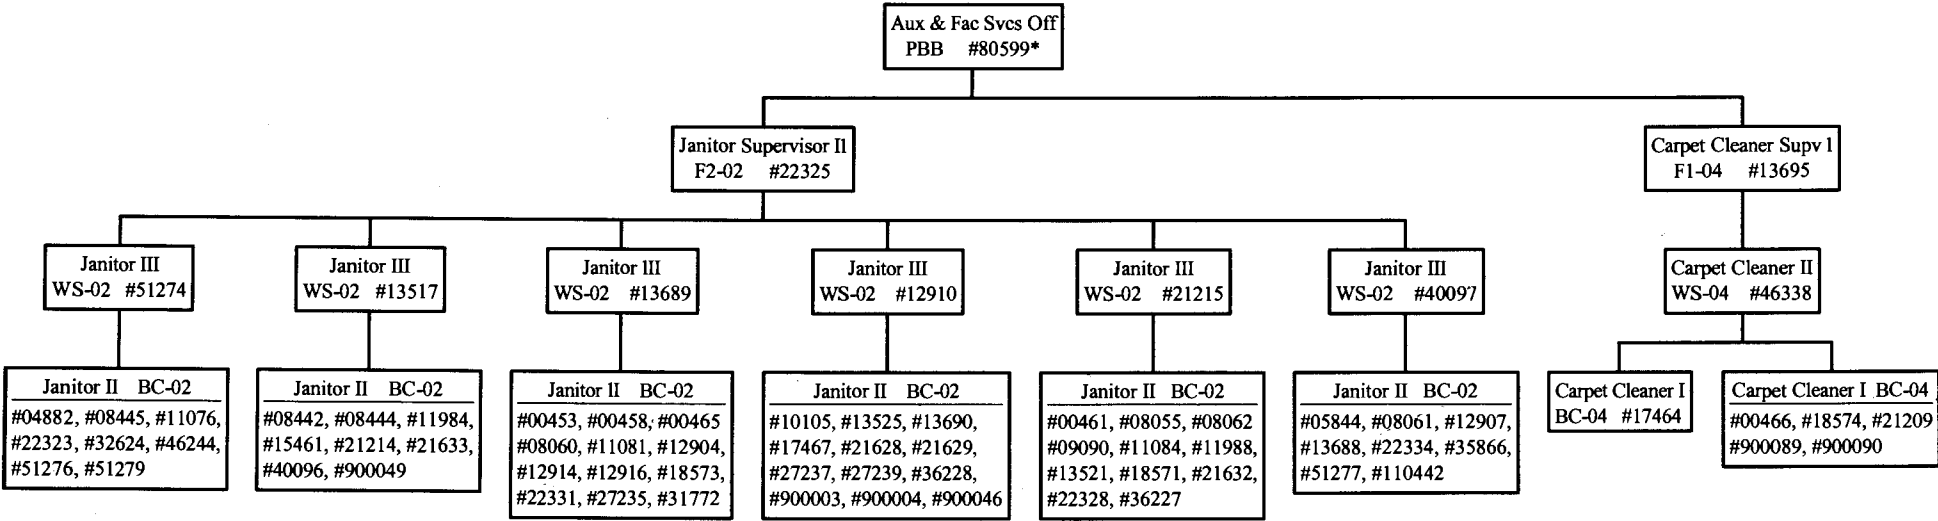 Aux & Fac Svcs Off
PBB #80599*
Janitor Supervisor II
F2-02 #22325
Carpet Cleaner Supv 1
F1-04 #13695
Janitor III
WS-02 #51274
Janitor III
WS-02 #13517
Janitor III
WS-02 #13689
Janitor III
WS-02 #12910
Janitor III
WS-02 #21215
Janitor III
WS-02 #40097
Carpet Cleaner II
WS-04 #46338
Janitor II BC-02
#04882, #08445, #11076,
#22323, #32624, #46244,
#51276, #51279
Janitor II BC-02
#08442, #08444, #11984,
#15461, #21214, #21633,
#40096, #900049
Janitor II BC-02
#00453, #00458, #00465
#08060, #11081, #12904,
#12914, #12916, #18573,
#22331, #27235, #31772
Janitor II BC-02
#10105, #13525, #13690,
#17467, #21628, #21629,
#27237, #27239, #36228,
#900003, #900004, #900046
Janitor II BC-02
#00461, #08055, #08062
#09090, #11084, #11988,
#13521, #18571, #21632,
#22328, #36227
Janitor II BC-02
#05844, #08061, #12907,
#13688, #22334, #35866,
#51277, #110442
Carpet Cleaner I
BC-04 #17464
Carpet Cleaner I BC-04
#00466, #18574, #21209
#900089, #900090